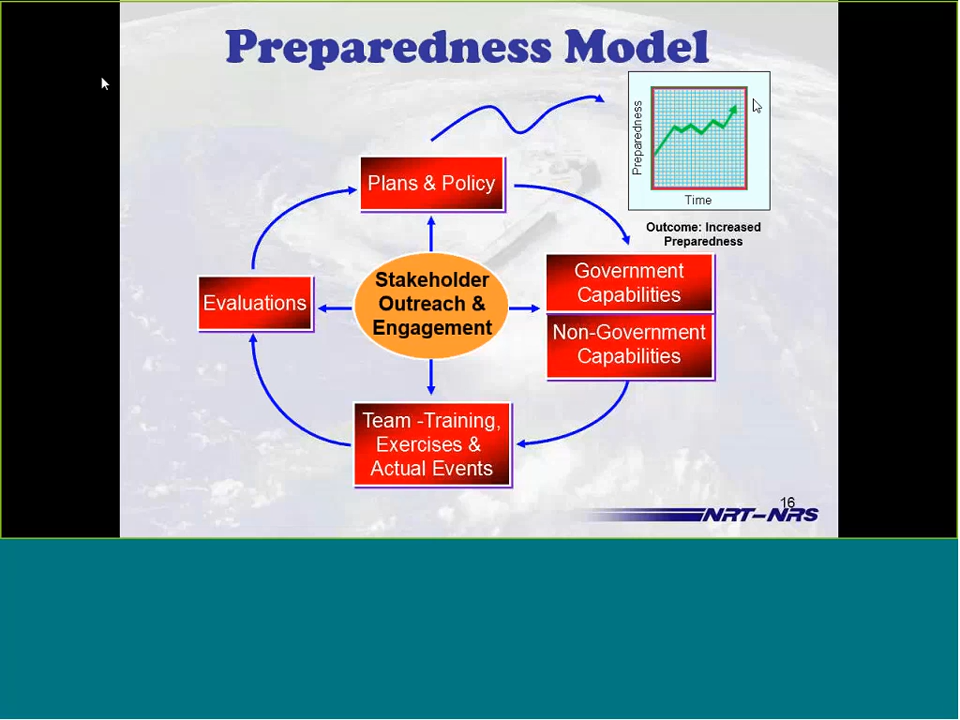 Preparedness Model
Preparedness
Time
Outcome: Increased
Preparedness
Plans & Policy
Government
Capabilities
Non-Government
Capabilities
Stakeholder
Outreach &
Engagement
Evaluations
Team -Training,
Exercises &
Actual Events
16
NRT-NRS